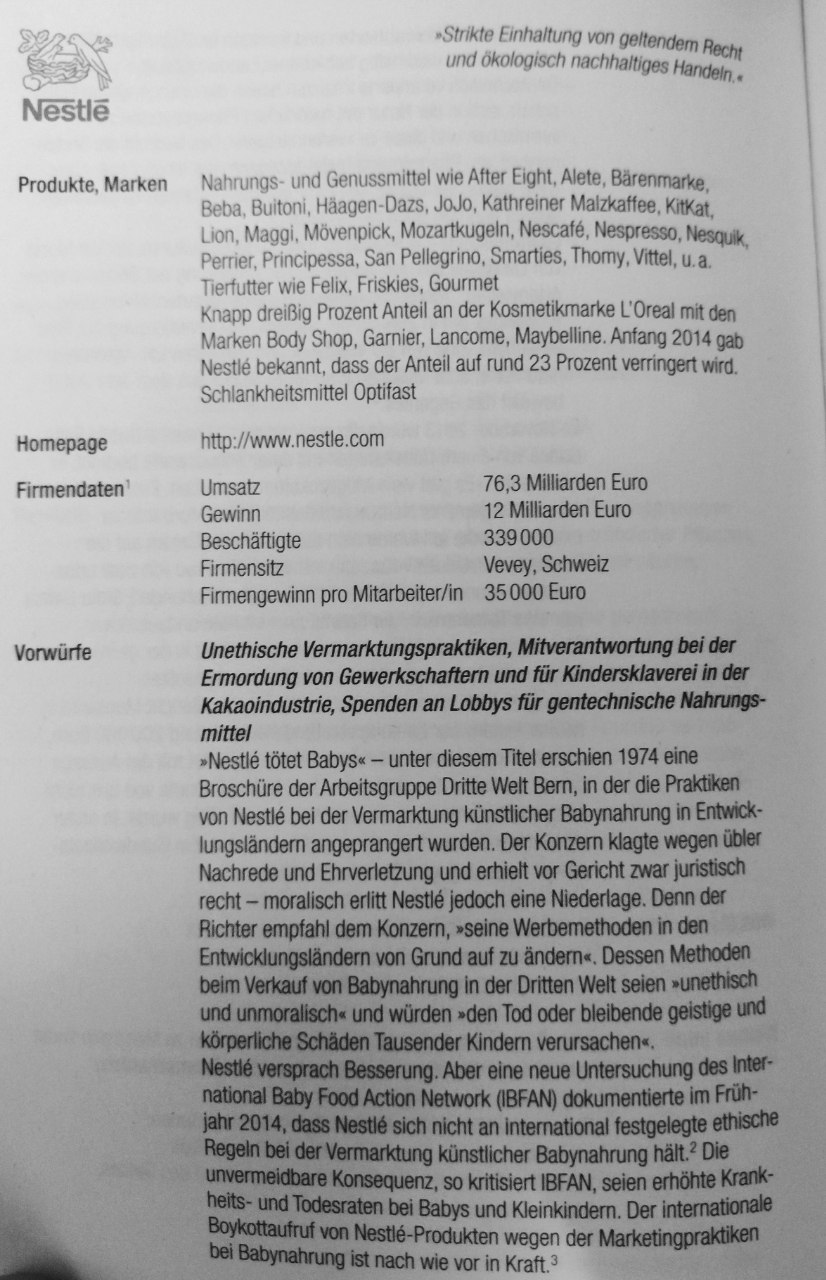 »Strikte Einhaltung von geltendem Recht
und ökologisch nachhaltiges Handeln.«
Nestlé
Produkte, Marken Nahrungs- und Genussmittel wie After Eight, Alete, Bärenmarke,
Beba, Buitoni, Häagen-Dazs, JoJo, Kathreiner Malzkaffee, KitKat,
Lion, Maggi, Mövenpick, Mozartkugeln, Nescafé, Nespresso, Nesquik,
Perrier, Principessa, San Pellegrino, Smarties, Thomy, Vittel, u.a.
Tierfutter wie Felix, Friskies, Gourmet
Knapp dreißig Prozent Anteil an der Kosmetikmarke L'Oreal mit den
Marken Body Shop, Garnier, Lancome, Maybelline. Anfang 2014 gab
Nestlé bekannt, dass der Anteil auf rund 23 Prozent verringert wird.
Schlankheitsmittel Optifast
Homepage http://www.nestle.com
Firmendaten¹ Umsatz 76,3 Milliarden Euro
Gewinn 12 Milliarden Euro
Beschäftigte 339 000
Firmensitz Vevey, Schweiz
Firmengewinn pro Mitarbeiter/in 35 000 Euro
Vorwürfe Unethische Vermarktungspraktiken, Mitverantwortung bei der
Ermordung von Gewerkschaftern und für Kindersklaverei in der
Kakaoindustrie, Spenden an Lobbys für gentechnische Nahrungs-
mittel
»Nestlé tötet Babys« – unter diesem Titel erschien 1974 eine
Broschüre der Arbeitsgruppe Dritte Welt Bern, in der die Praktiken
von Nestlé bei der Vermarktung künstlicher Babynahrung in Entwick-
lungsländern angeprangert wurden. Der Konzern klagte wegen übler
Nachrede und Ehrverletzung und erhielt vor Gericht zwar juristisch
recht – moralisch erlitt Nestlé jedoch eine Niederlage. Denn der
Richter empfahl dem Konzern, »seine Werbemethoden in den
Entwicklungsländern von Grund auf zu ändern«. Dessen Methoden
beim Verkauf von Babynahrung in der Dritten Welt seien »unethisch
und unmoralisch« und würden »den Tod oder bleibende geistige und
körperliche Schäden Tausender Kindern verursachen«.
Nestlé versprach Besserung. Aber eine neue Untersuchung des Inter-
national Baby Food Action Network (IBFAN) dokumentierte im Früh-
jahr 2014, dass Nestlé sich nicht an international festgelegte ethische
Regeln bei der Vermarktung künstlicher Babynahrung hält.² Die
unvermeidbare Konsequenz, so kritisiert IBFAN, seien erhöhte Krank-
heits- und Todesraten bei Babys und Kleinkindern. Der internationale
Boykottaufruf von Nestlé-Produkten wegen der Marketingpraktiken
bei Babynahrung ist nach wie vor in Kraft.³